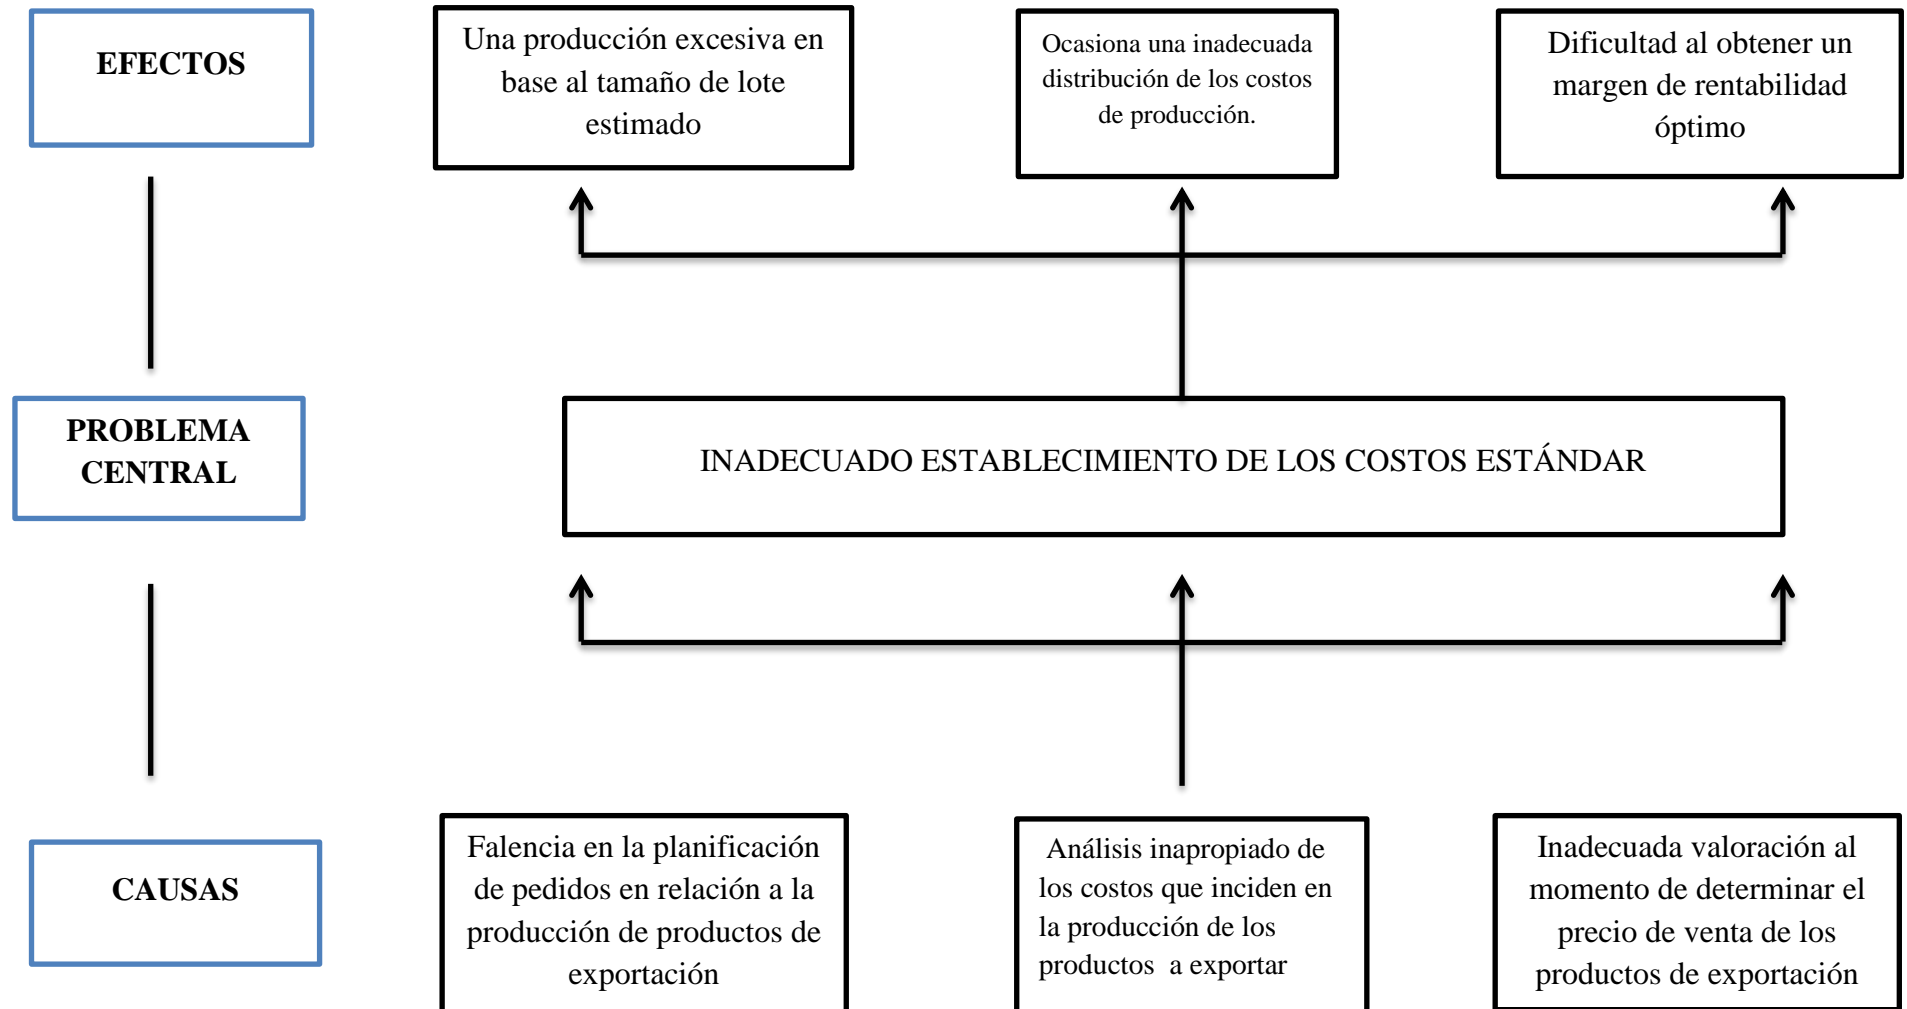 EFECTOS
Una producción excesiva en
base al tamaño de lote
estimado
Ocasiona una inadecuada
distribución de los costos
de producción.
Dificultad al obtener un
margen de rentabilidad
óptimo
PROBLEMA
CENTRAL
INADECUADO ESTABLECIMIENTO DE LOS COSTOS ESTÁNDAR
CAUSAS
Falencia en la planificación
de pedidos en relación a la
producción de productos de
exportación
Análisis inapropiado de
los costos que inciden en
la producción de los
productos  a exportar
Inadecuada valoración al
momento de determinar el
precio de venta de los
productos de exportación